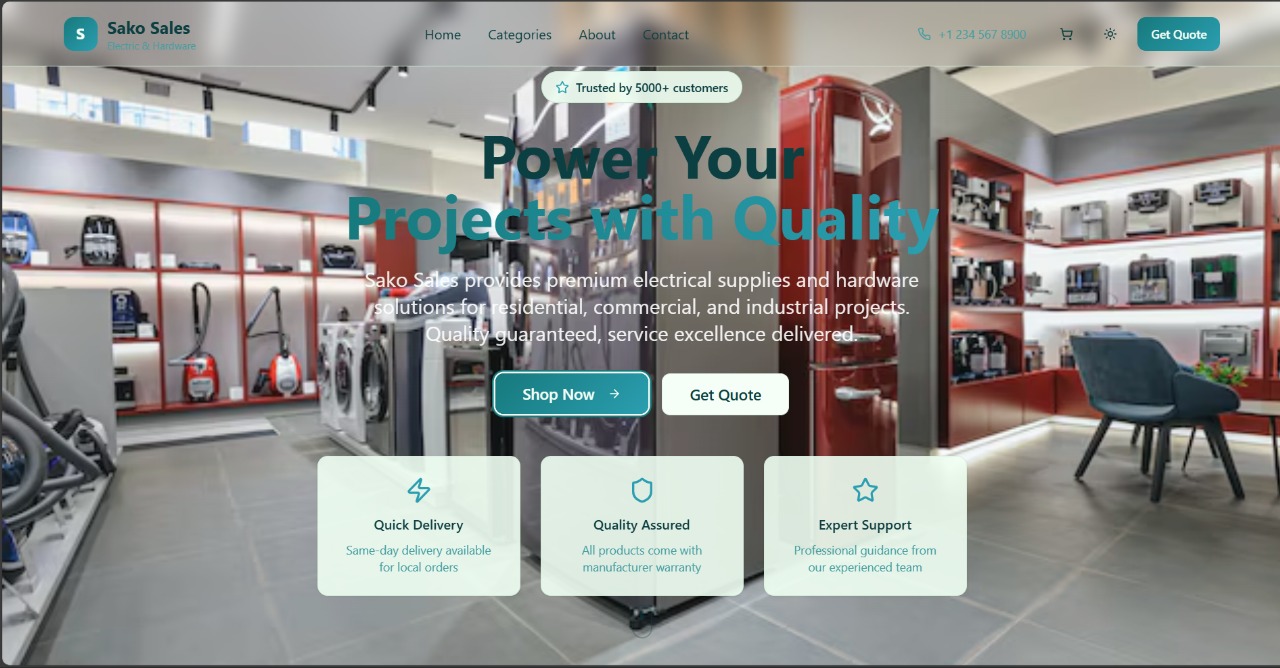 S
Sako Sales
Electric & Hardware
Home
Categories
About
Contact
+1 234 567 8900
Get Quote
Trusted by 5000+ customers
Power Your
Projects with Quality
Sako Sales provides premium electrical supplies and hardware
solutions for residential, commercial, and industrial projects.
Quality guaranteed, service excellence delivered.
Shop Now
Get Quote
Quick Delivery
Same-day delivery available
for local orders
Quality Assured
All products come with
manufacturer warranty
Expert Support
Professional guidance from
our experienced team